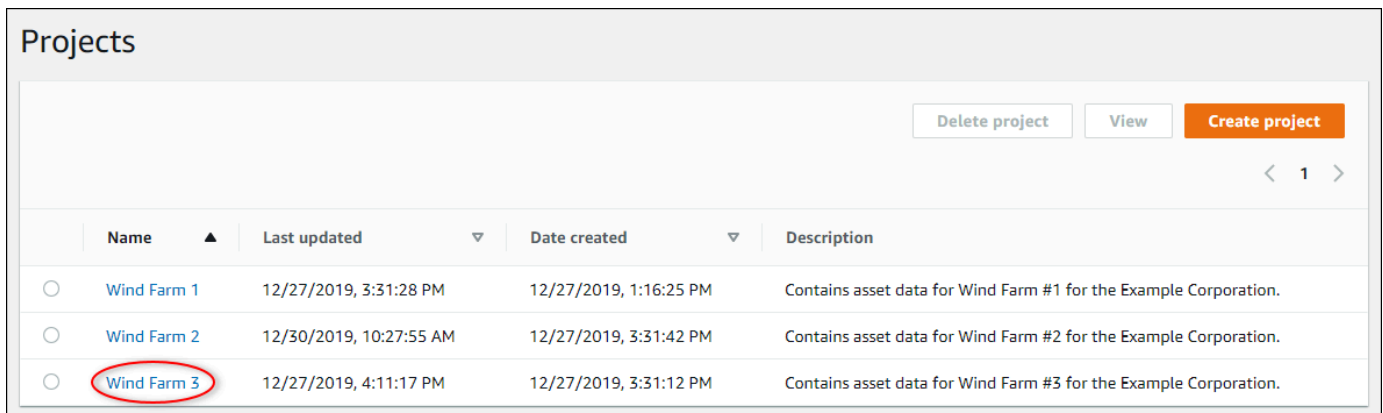 Projects
Delete project View Create project
1
Name Last updated Date created Description
Wind Farm 1 12/27/2019, 3:31:28 PM 12/27/2019, 1:16:25 PM Contains asset data for Wind Farm #1 for the Example Corporation.
Wind Farm 2 12/30/2019, 10:27:55 AM 12/27/2019, 3:31:42 PM Contains asset data for Wind Farm #2 for the Example Corporation.
Wind Farm 3 12/27/2019, 4:11:17 PM 12/27/2019, 3:31:12 PM Contains asset data for Wind Farm #3 for the Example Corporation.